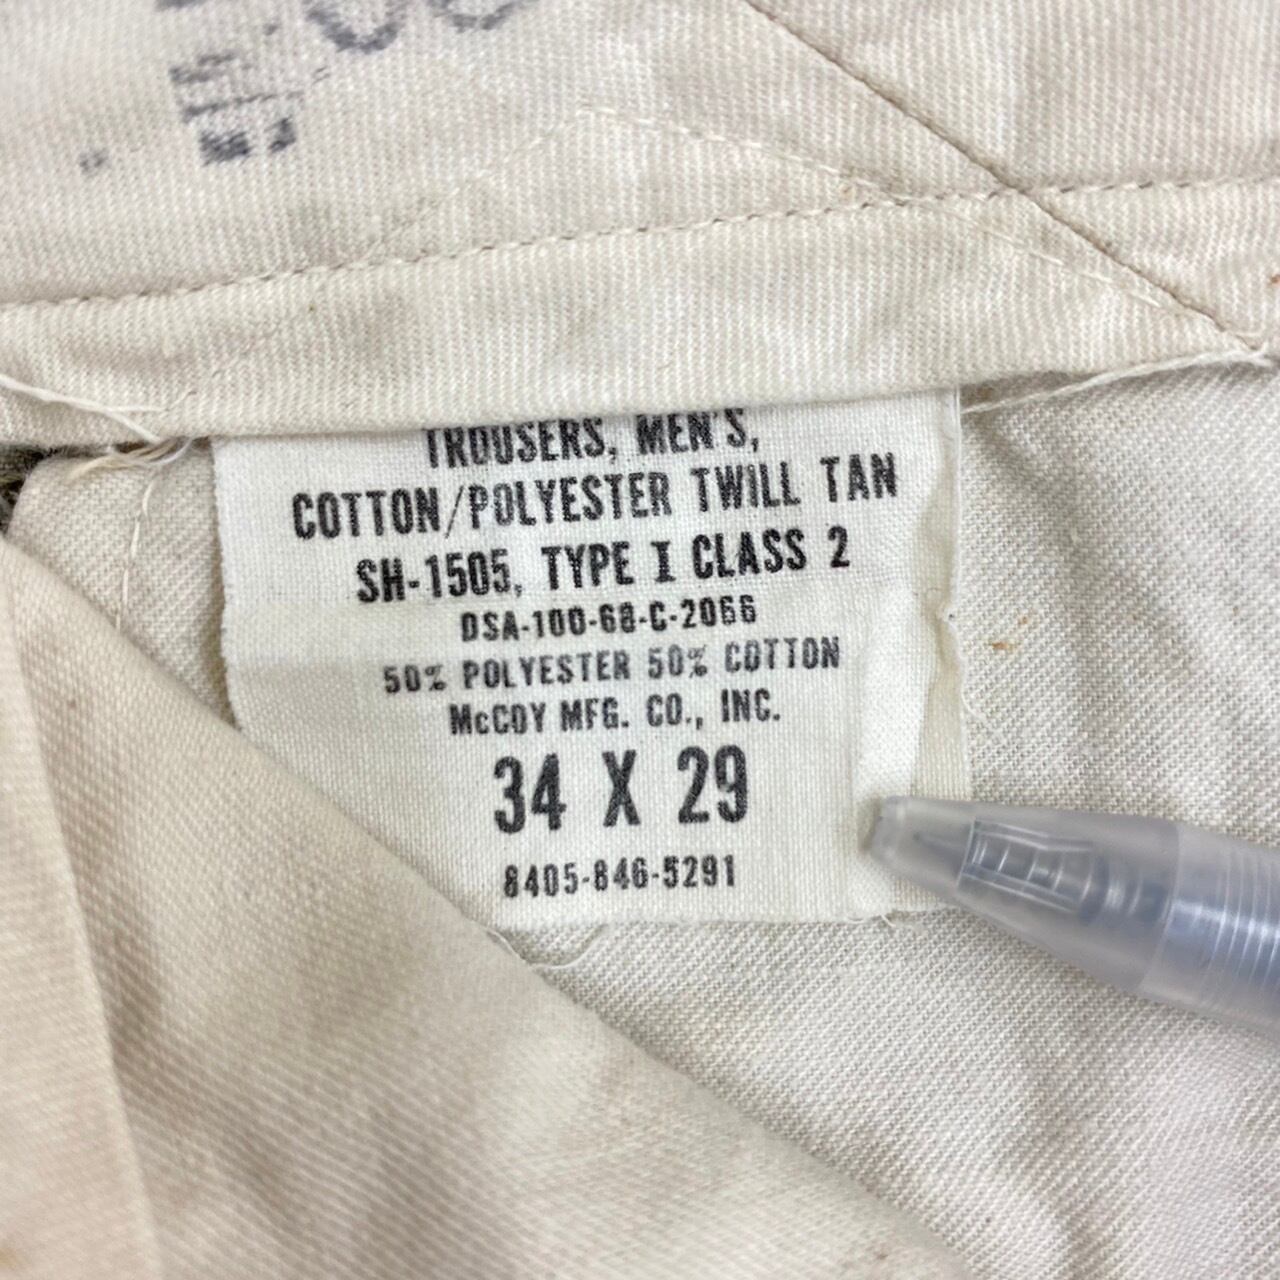 TROUSERS, MEN'S,
COTTON/POLYESTER TWILL TAN
SH-1505, TYPE I CLASS 2
DSA-100-68-C-2066
50% POLYESTER 50% COTTON
McCOY MFG. CO., INC.
34 X 29
8405-846-5291